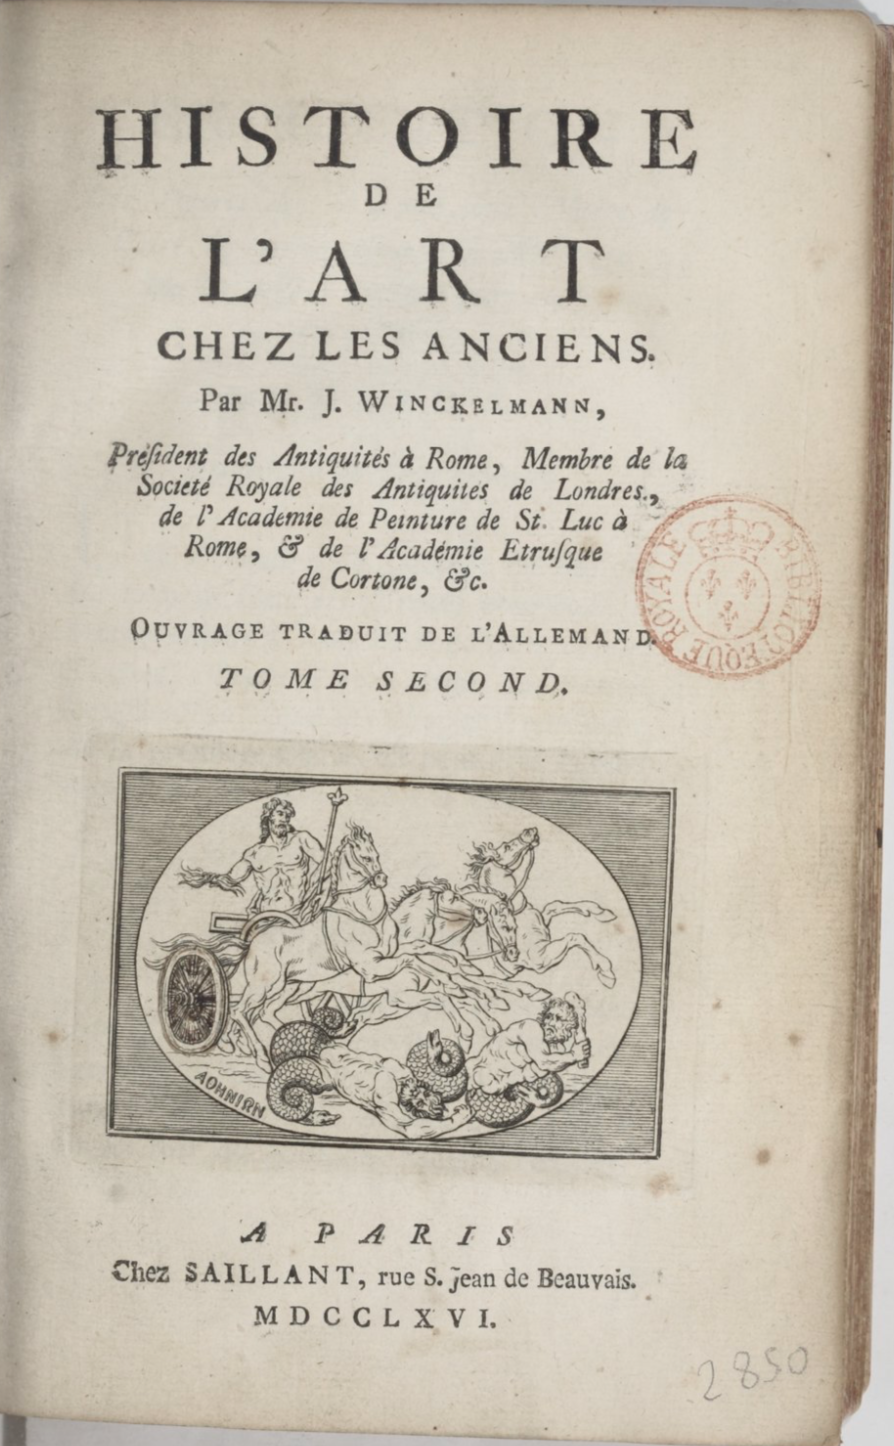 HISTOIRE
DE
L'ART
CHEZ LES ANCIENS.
Par Mr. J. WINCKELMANN,
Préſident des Antiquités à Rome, Membre de la
Societé Royale des Antiquites de Londres.,
de l'Academie de Peinture de St. Luc à
Rome, & de l'Académie Etruſque
de Cortone, &c.
OUVRAGE TRADUIT DE L'ALLEMAND.
TOME SECOND.
BIBLIOTEQUE ROYALE
ΑΘΗΝΙΩΝ
A PARIS
Chez SAILLANT, rue S. Jean de Beauvais.
MDCCLXVI.
2850